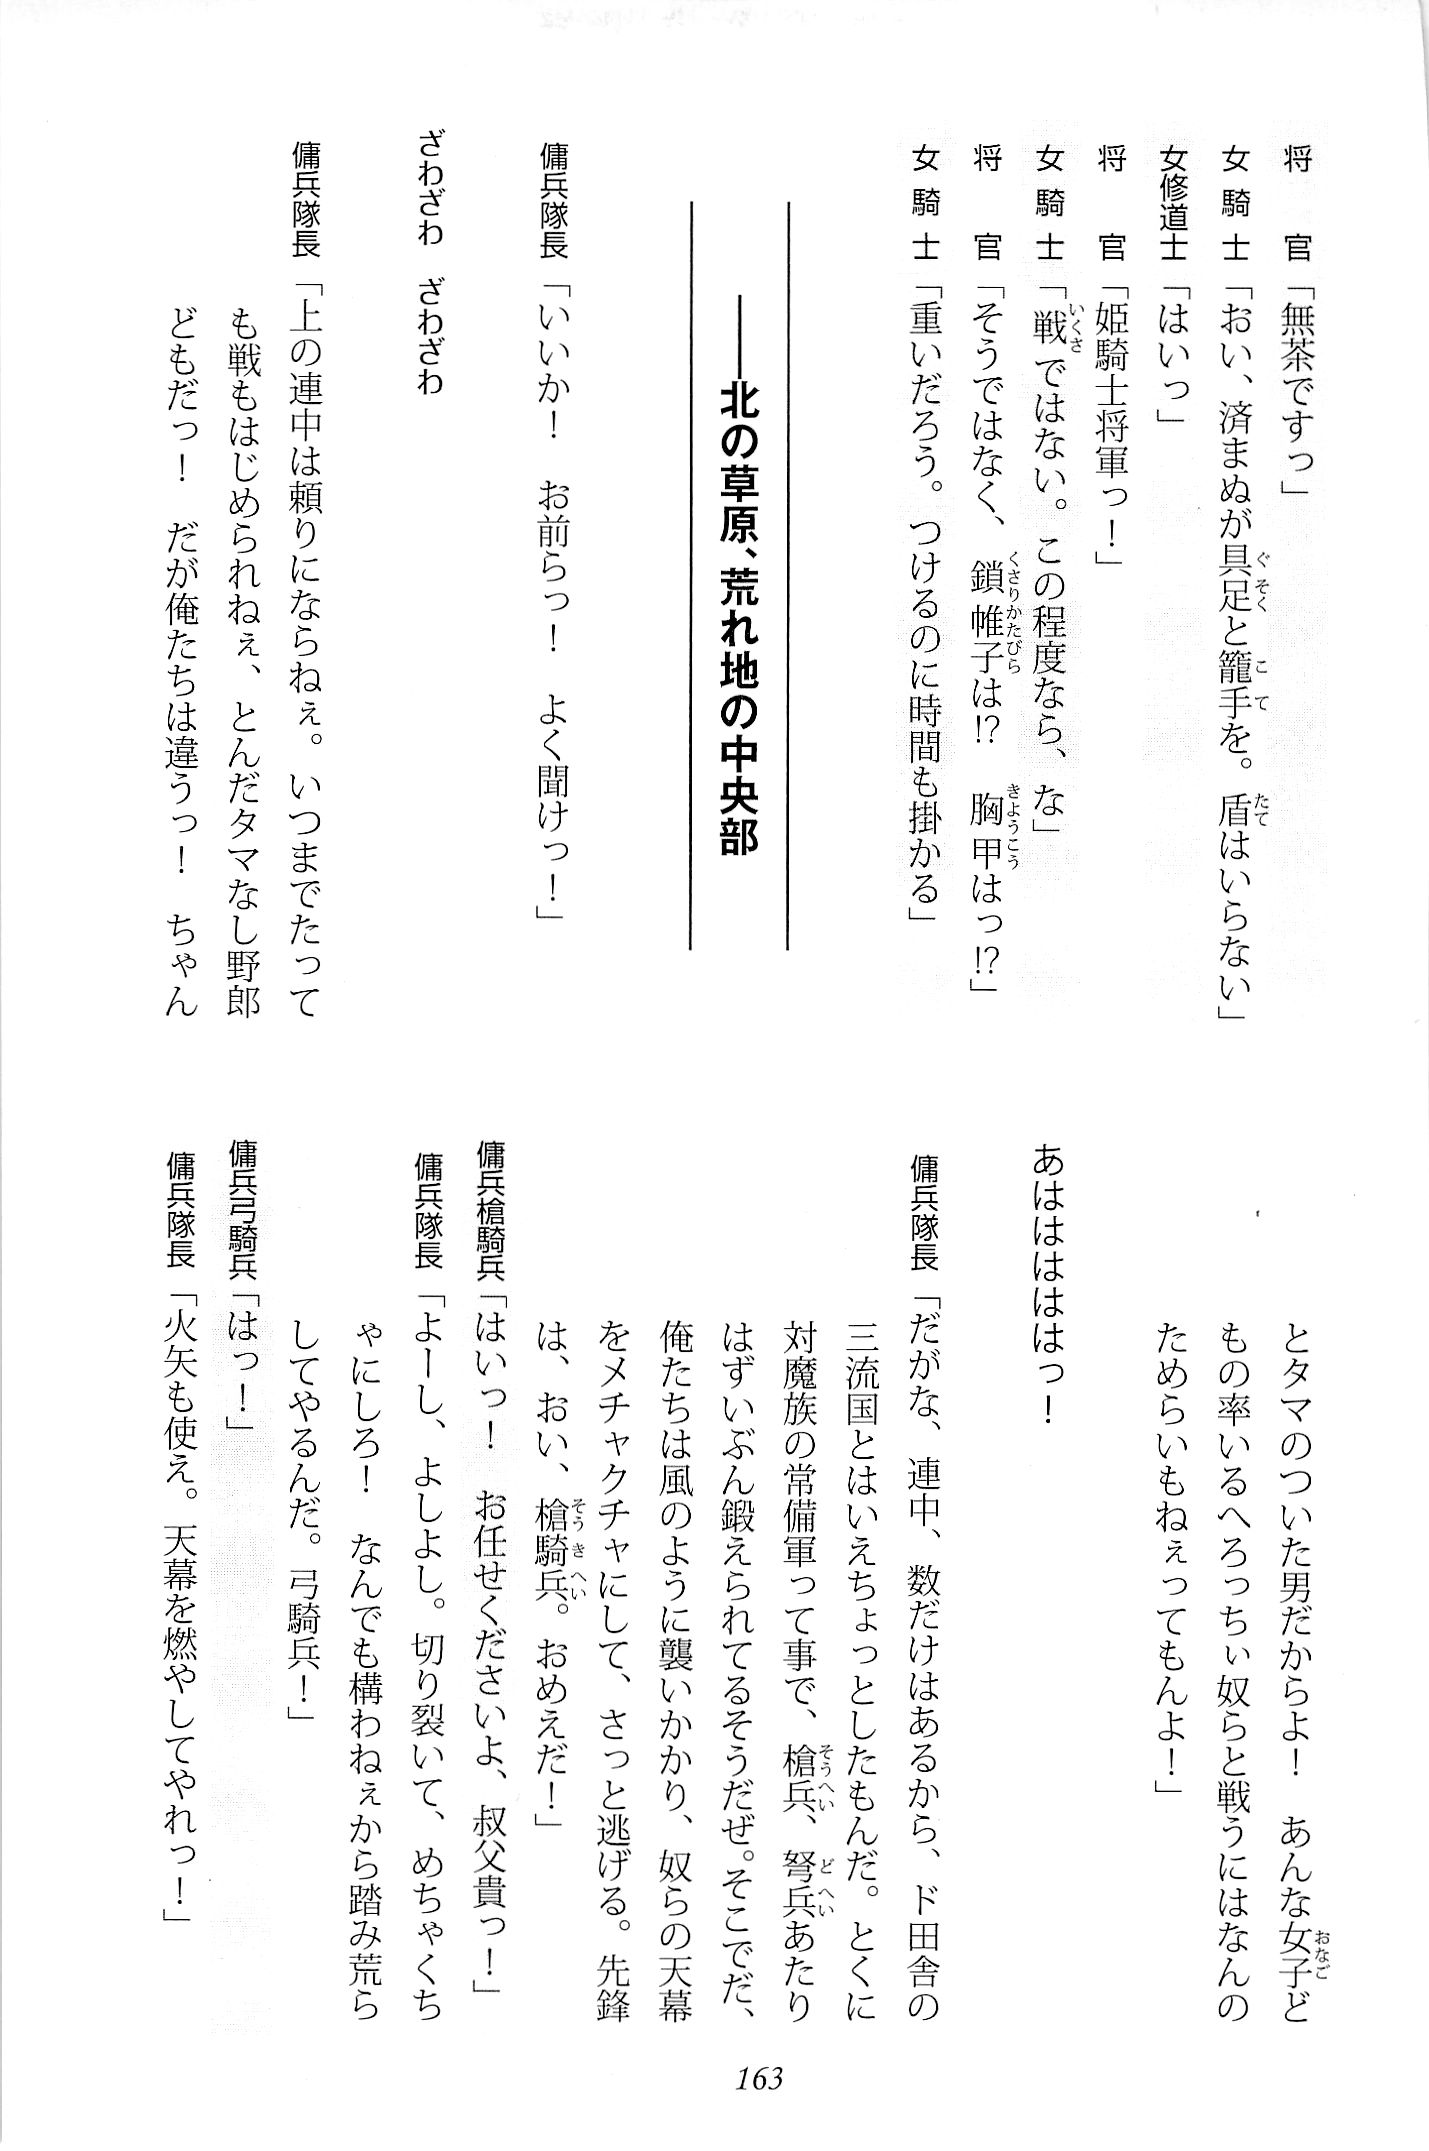 将官「無茶ですっ」
女騎士「おい、済まぬが具足と籠手を。盾はいらない」
女修道士「はいっ」
将官「姫騎士将軍っ！」
女騎士「戦ではない。この程度なら、な」
将官「そうではなく、鎖帷子は!?　胸甲はっ!?」
女騎士「重いだろう。つけるのに時間も掛かる」
――北の草原、荒れ地の中央部
傭兵隊長「いいか！　お前らっ！　よく聞けっ！」
ざわざわ　ざわざわ
傭兵隊長「上の連中は頼りにならねぇ。いつまでたって
も戦もはじめられねぇ、とんだタマなし野郎
どもだっ！　だが俺たちは違うっ！　ちゃん
とタマのついた男だからよ！　あんな女子ど
もの率いるへろっちぃ奴らと戦うにはなんの
ためらいもねぇってもんよ！」
あはははははっ！
傭兵隊長「だがな、連中、数だけはあるから、ド田舎の
三流国とはいえちょっとしたもんだ。とくに
対魔族の常備軍って事で、槍兵、弩兵あたり
はずいぶん鍛えられてるそうだぜ。そこでだ、
俺たちは風のように襲いかかり、奴らの天幕
をメチャクチャにして、さっと逃げる。先鋒
は、おい、槍騎兵。おめえだ！」
傭兵槍騎兵「はいっ！　お任せくださいよ、叔父貴っ！」
傭兵隊長「よーし、よしよし。切り裂いて、めちゃくち
ゃにしろ！　なんでも構わねぇから踏み荒ら
してやるんだ。弓騎兵！」
傭兵弓騎兵「はっ！」
傭兵隊長「火矢も使え。天幕を燃やしてやれっ！」
163